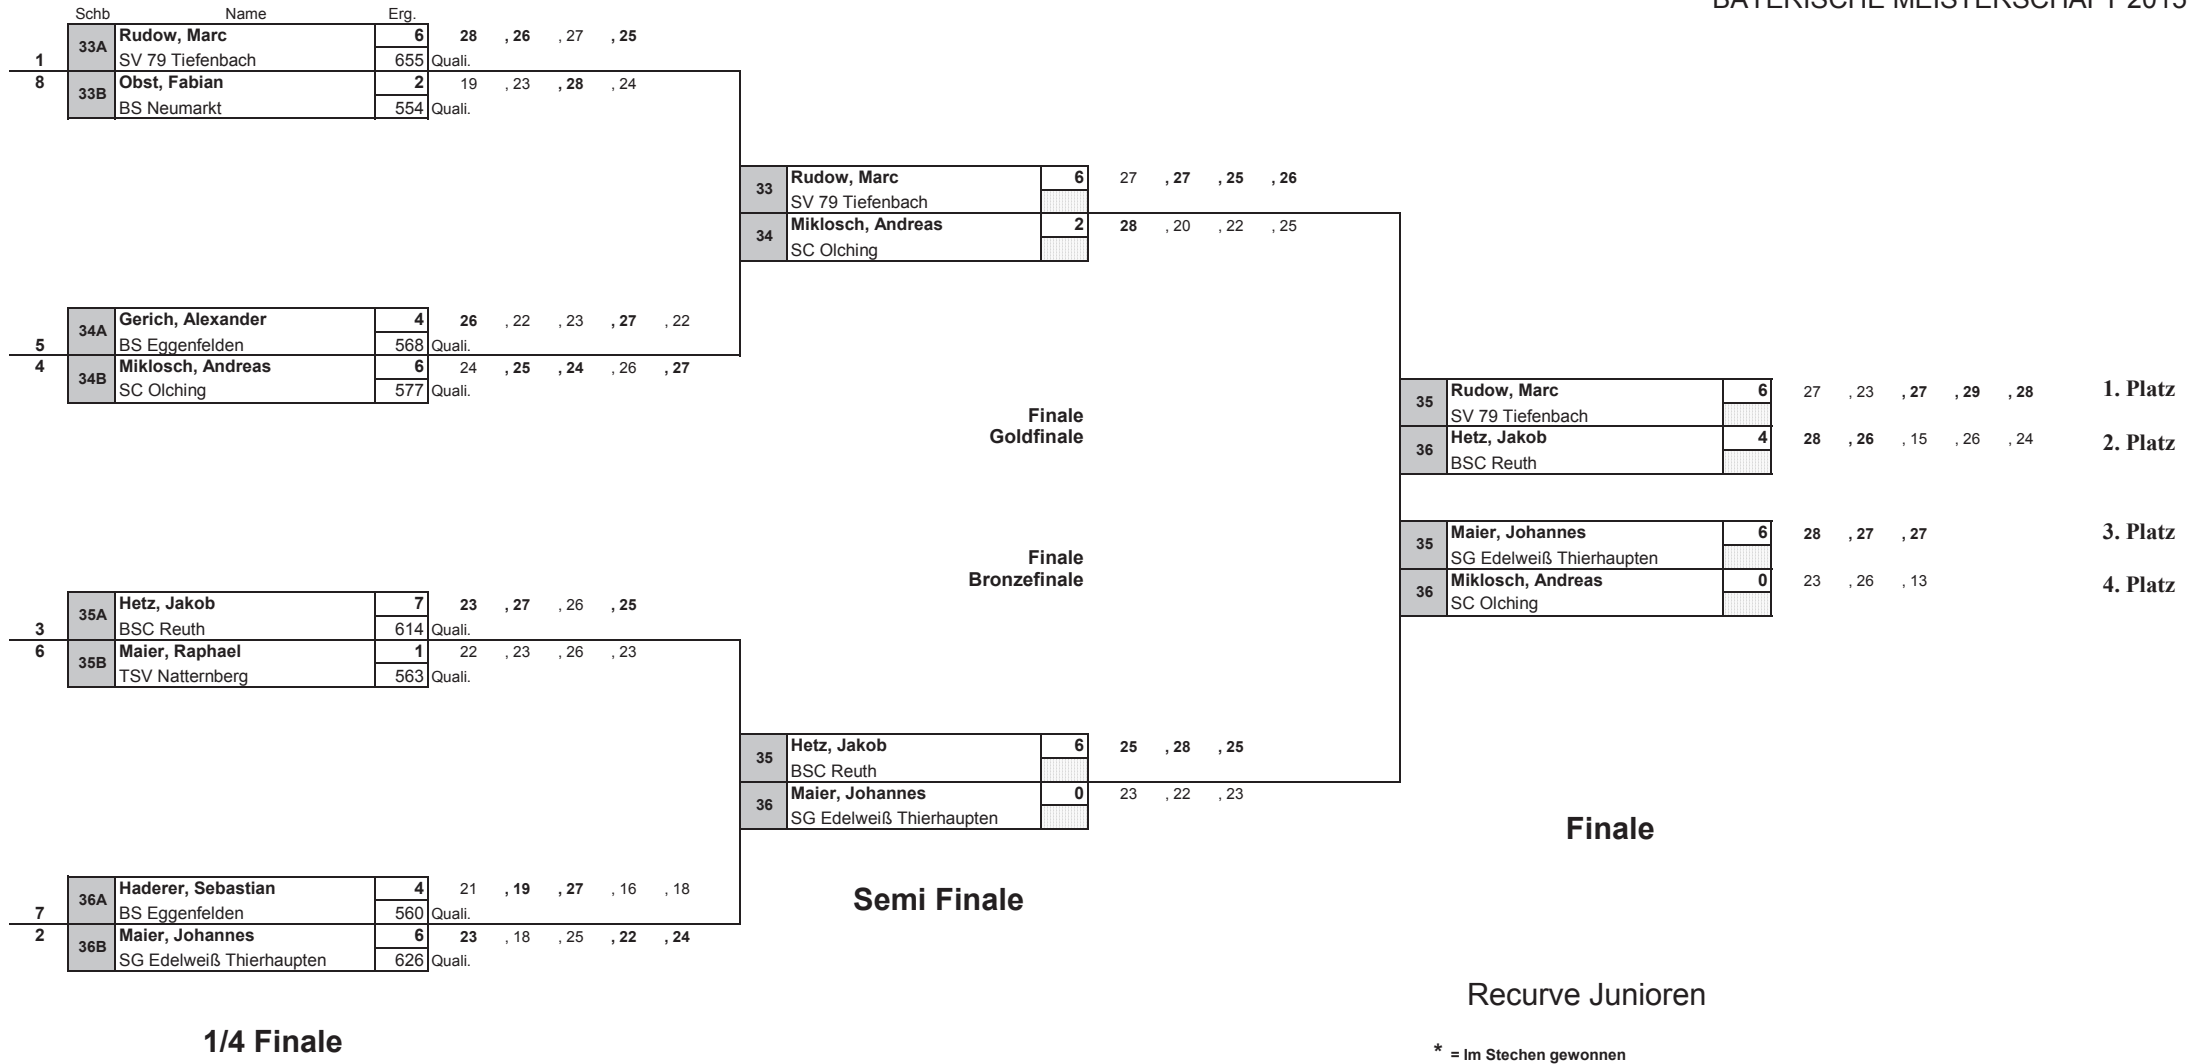 BAYERISCHE MEISTERSCHAFT 2015
Schb Name Erg.
33A Rudow, Marc 6 28 , 26 , 27 , 25
1 SV 79 Tiefenbach 655 Quali.
8 33B Obst, Fabian 2 19 , 23 , 28 , 24
BS Neumarkt 554 Quali.
33 Rudow, Marc 6 27 , 27 , 25 , 26
SV 79 Tiefenbach
34 Miklosch, Andreas 2 28 , 20 , 22 , 25
SC Olching
34A Gerich, Alexander 4 26 , 22 , 23 , 27 , 22
5 BS Eggenfelden 568 Quali.
4 34B Miklosch, Andreas 6 24 , 25 , 24 , 26 , 27
SC Olching 577 Quali.
Finale
Goldfinale
35 Rudow, Marc 6 27 , 23 , 27 , 29 , 28 1. Platz
SV 79 Tiefenbach
36 Hetz, Jakob 4 28 , 26 , 15 , 26 , 24 2. Platz
BSC Reuth
Finale
Bronzefinale
35 Maier, Johannes 6 28 , 27 , 27 3. Platz
SG Edelweiß Thierhaupten
36 Miklosch, Andreas 0 23 , 26 , 13 4. Platz
SC Olching
35A Hetz, Jakob 7 23 , 27 , 26 , 25
3 BSC Reuth 614 Quali.
6 35B Maier, Raphael 1 22 , 23 , 26 , 23
TSV Natternberg 563 Quali.
35 Hetz, Jakob 6 25 , 28 , 25
BSC Reuth
36 Maier, Johannes 0 23 , 22 , 23
SG Edelweiß Thierhaupten
Finale
36A Haderer, Sebastian 4 21 , 19 , 27 , 16 , 18
7 BS Eggenfelden 560 Quali.
2 36B Maier, Johannes 6 23 , 18 , 25 , 22 , 24
SG Edelweiß Thierhaupten 626 Quali.
Semi Finale
Recurve Junioren
1/4 Finale
* = Im Stechen gewonnen